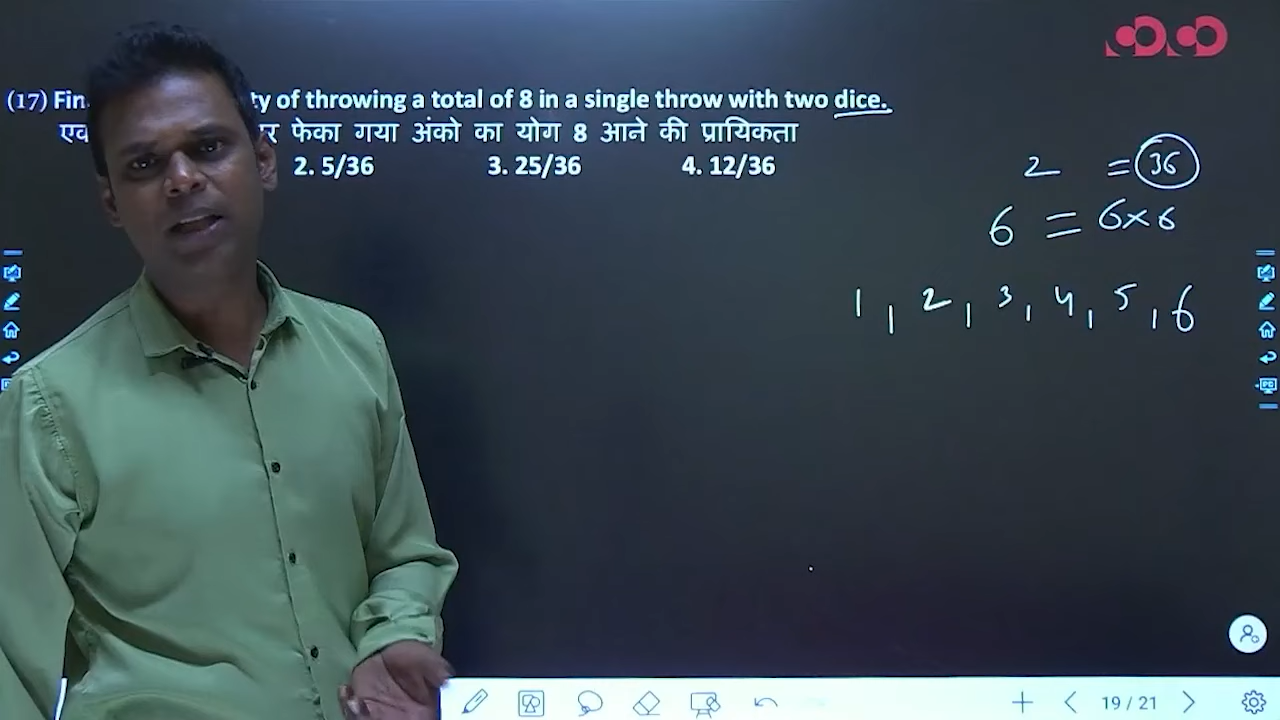 (17) Fin ty of throwing a total of 8 in a single throw with two dice.
एक र फेका गया अंको का योग 8 आने की प्रायिकता
2. 5/36 3. 25/36 4. 12/36
2 = 36
6 = 6×6
1, 2, 3, 4, 5, 6
19 / 21